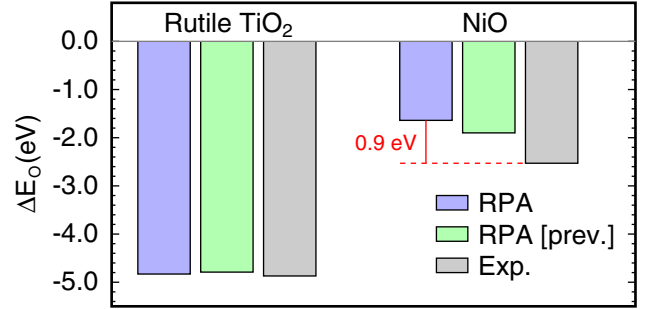 Rutile TiO₂ NiO
0.0
-1.0
-2.0
-3.0
-4.0
-5.0
ΔE_O(eV)
0.9 eV
RPA
RPA [prev.]
Exp.